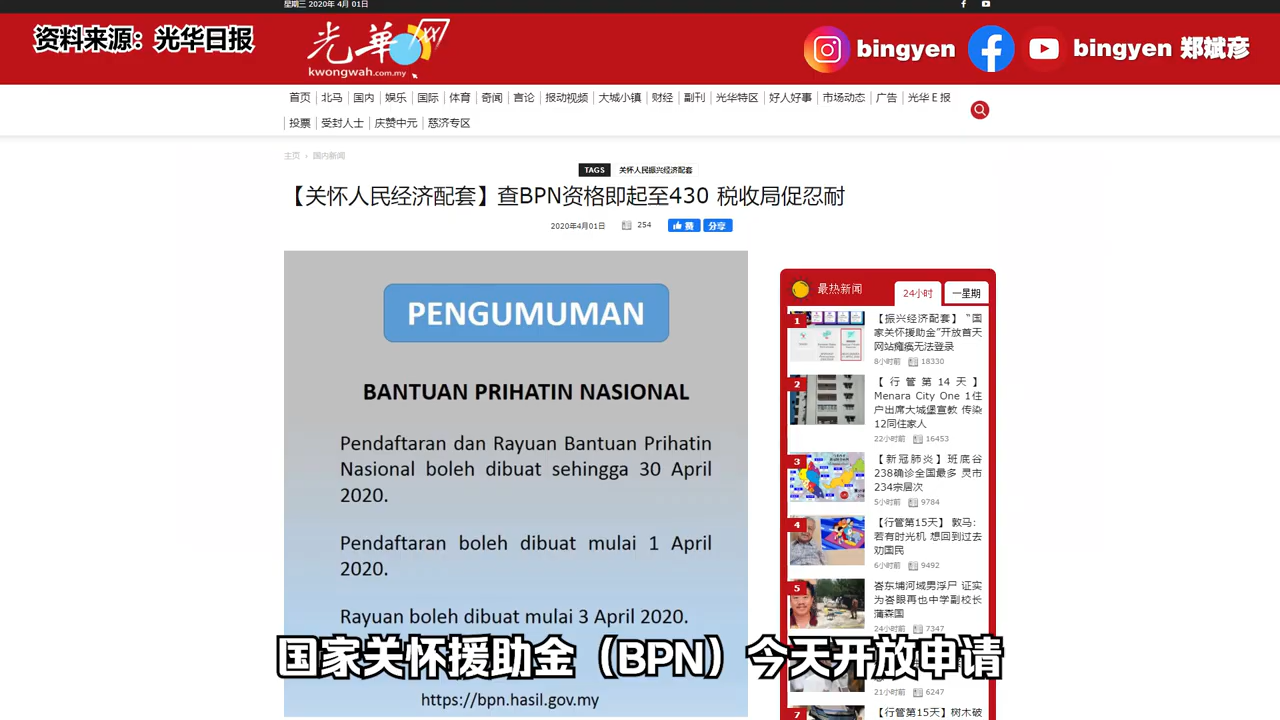 星期三 2020年 4月 01日
资料来源：光华日报
光華
kwongwah.com.my
bingyen
bingyen 郑斌彦
首页 北马 国内 娱乐 国际 体育 奇闻 言论 报动视频 大城小镇 财经 副刊 光华特区 好人好事 市场动态 广告 光华E报
投票 受封人士 庆赞中元 慈济专区
主页 › 国内新闻
TAGS 关怀人民振兴经济配套
【关怀人民经济配套】查BPN资格即起至430 税收局促忍耐
2020年4月01日 254 赞 分享
PENGUMUMAN
BANTUAN PRIHATIN NASIONAL
Pendaftaran dan Rayuan Bantuan Prihatin
Nasional boleh dibuat sehingga 30 April
2020.
Pendaftaran boleh dibuat mulai 1 April
2020.
Rayuan boleh dibuat mulai 3 April 2020.
https://bpn.hasil.gov.my
最热新闻 24小时 一星期
1
【振兴经济配套】“国
家关怀援助金”开放首天
网站瘫痪无法登录
8小时前 18330
2
【行管第14天】
Menara City One 1住
户出席大城堡宣教 传染
12同住家人
22小时前 16453
3
【新冠肺炎】班底谷
238确诊全国最多 灵市
234宗居次
5小时前 9784
4
【行管第15天】 敦马：
若有时光机 想回到过去
劝国民
6小时前 9492
5
峇东埔河域男浮尸 证实
为峇眼再也中学副校长
蒲森国
24小时前 7347
21小时前 6247
7
【行管第15天】树木破
国家关怀援助金（BPN）今天开放申请